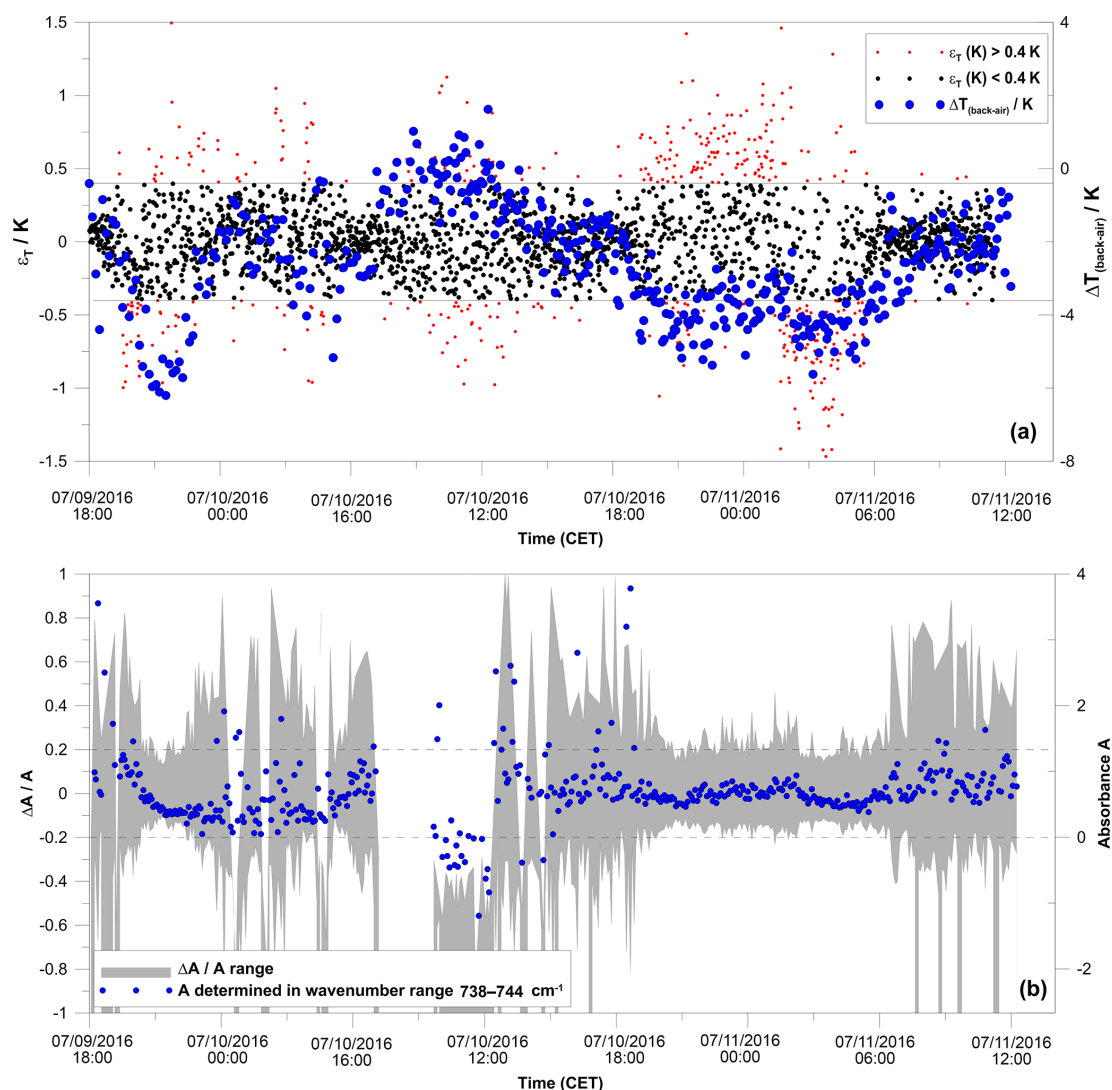 1.5
1
0.5
0
-0.5
-1
-1.5
ε_T / K
4
0
-4
-8
ΔT_(back-air) / K
ε_T (K) > 0.4 K
ε_T (K) < 0.4 K
ΔT_(back-air) / K
(a)
07/09/2016 07/10/2016 07/10/2016 07/10/2016 07/10/2016 07/11/2016 07/11/2016 07/11/2016
18:00 00:00 16:00 12:00 18:00 00:00 06:00 12:00
Time (CET)
1
0.8
0.6
0.4
0.2
0
-0.2
-0.4
-0.6
-0.8
-1
ΔA / A
4
2
0
-2
Absorbance A
ΔA / A range
A determined in wavenumber range 738–744 cm⁻¹
(b)
07/09/2016 07/10/2016 07/10/2016 07/10/2016 07/10/2016 07/11/2016 07/11/2016 07/11/2016
18:00 00:00 16:00 12:00 18:00 00:00 06:00 12:00
Time (CET)